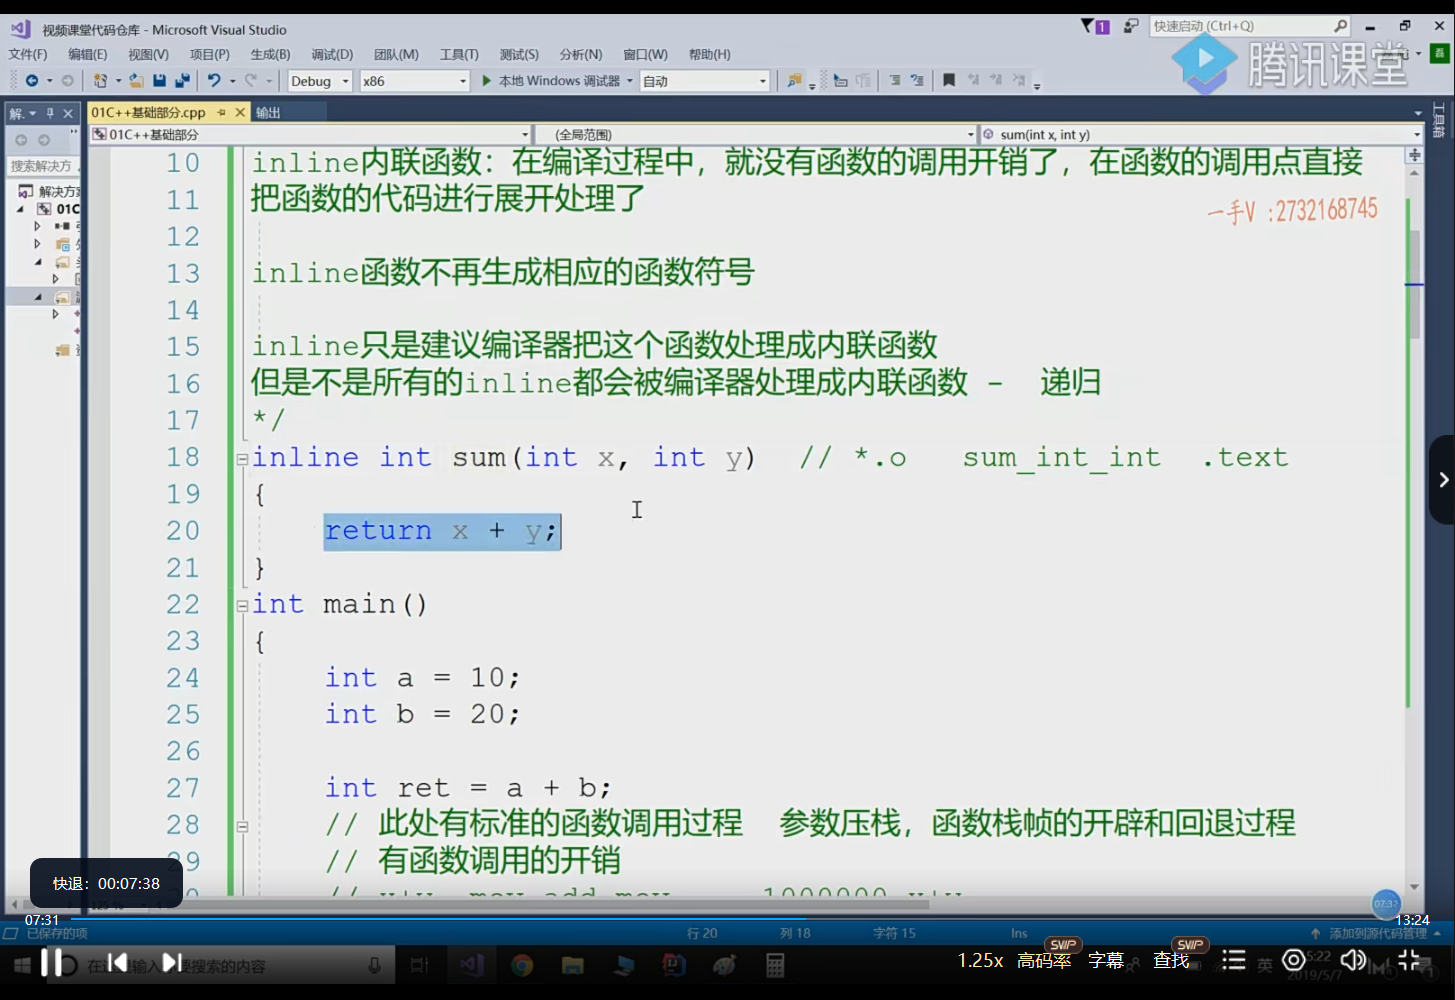 视频课堂代码仓库 - Microsoft Visual Studio
1
快速启动 (Ctrl+Q)
文件(F) 编辑(E) 视图(V) 项目(P) 生成(B) 调试(D) 团队(M) 工具(T) 测试(S) 分析(N) 窗口(W) 帮助(H)
腾讯课堂
Debug x86 本地 Windows 调试器 自动
解.
01C++基础部分.cpp 输出
工具箱
01C++基础部分 (全局范围) sum(int x, int y)
搜索解决方
解决方
01C
10 inline内联函数：在编译过程中，就没有函数的调用开销了，在函数的调用点直接
11 把函数的代码进行展开处理了
一手V :2732168745
12
13 inline函数不再生成相应的函数符号
14
15 inline只是建议编译器把这个函数处理成内联函数
16 但是不是所有的inline都会被编译器处理成内联函数 - 递归
17 */
18 inline int sum(int x, int y) // *.o sum_int_int .text
19 {
20 return x + y;
21 }
22 int main()
23 {
24 int a = 10;
25 int b = 20;
26
27 int ret = a + b;
28 // 此处有标准的函数调用过程 参数压栈，函数栈帧的开辟和回退过程
29 // 有函数调用的开销
快退：00:07:38
07:31
07:32
13:24
已保存的项 行 20 列 18 字符 15 Ins 添加到源代码管理
在这里输入你要搜索的内容
1.25x 高码率 SVIP 字幕 查找 SVIP
英
2019/5/7